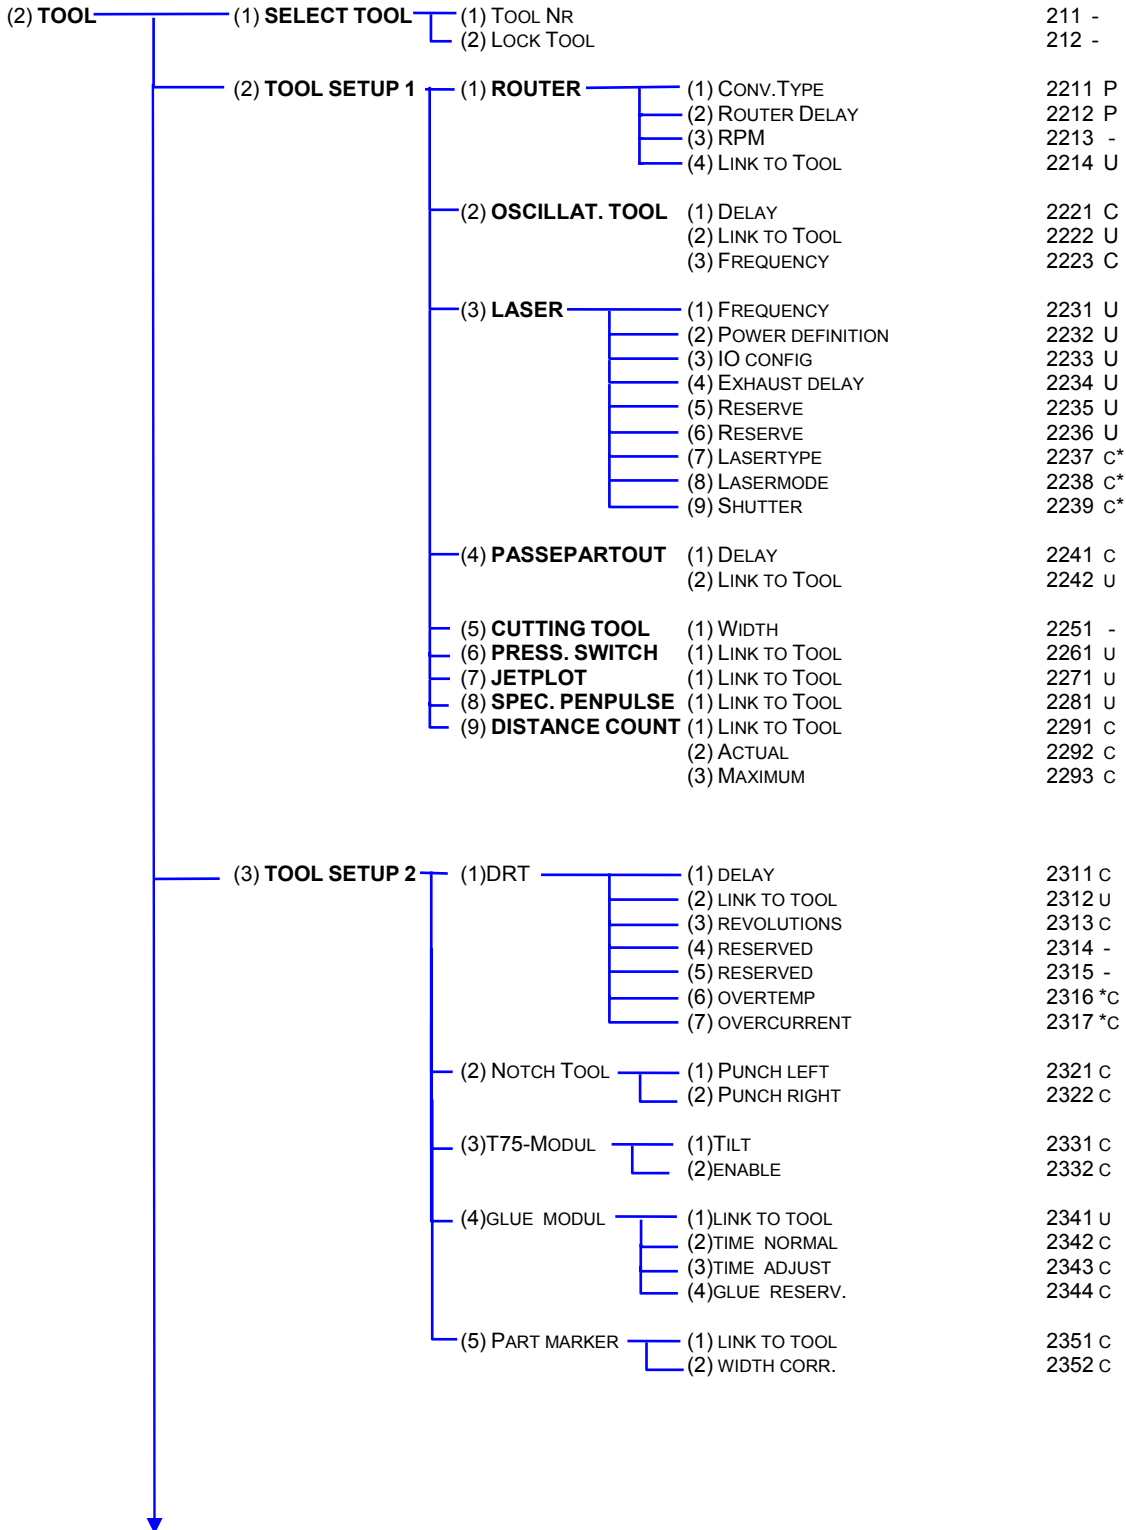 (2) TOOL (1) SELECT TOOL (1) TOOL NR 211 -
(2) LOCK TOOL 212 -
(2) TOOL SETUP 1 (1) ROUTER (1) CONV.TYPE 2211 P
(2) ROUTER DELAY 2212 P
(3) RPM 2213 -
(4) LINK TO TOOL 2214 U
(2) OSCILLAT. TOOL (1) DELAY 2221 C
(2) LINK TO TOOL 2222 U
(3) FREQUENCY 2223 C
(3) LASER (1) FREQUENCY 2231 U
(2) POWER DEFINITION 2232 U
(3) IO CONFIG 2233 U
(4) EXHAUST DELAY 2234 U
(5) RESERVE 2235 U
(6) RESERVE 2236 U
(7) LASERTYPE 2237 C*
(8) LASERMODE 2238 C*
(9) SHUTTER 2239 C*
(4) PASSEPARTOUT (1) DELAY 2241 C
(2) LINK TO TOOL 2242 U
(5) CUTTING TOOL (1) WIDTH 2251 -
(6) PRESS. SWITCH (1) LINK TO TOOL 2261 U
(7) JETPLOT (1) LINK TO TOOL 2271 U
(8) SPEC. PENPULSE (1) LINK TO TOOL 2281 U
(9) DISTANCE COUNT (1) LINK TO TOOL 2291 C
(2) ACTUAL 2292 C
(3) MAXIMUM 2293 C
(3) TOOL SETUP 2 (1)DRT (1) DELAY 2311 C
(2) LINK TO TOOL 2312 U
(3) REVOLUTIONS 2313 C
(4) RESERVED 2314 -
(5) RESERVED 2315 -
(6) OVERTEMP 2316 *C
(7) OVERCURRENT 2317 *C
(2) NOTCH TOOL (1) PUNCH LEFT 2321 C
(2) PUNCH RIGHT 2322 C
(3)T75-MODUL (1)TILT 2331 C
(2)ENABLE 2332 C
(4)GLUE MODUL (1)LINK TO TOOL 2341 U
(2)TIME NORMAL 2342 C
(3)TIME ADJUST 2343 C
(4)GLUE RESERV. 2344 C
(5) PART MARKER (1) LINK TO TOOL 2351 C
(2) WIDTH CORR. 2352 C